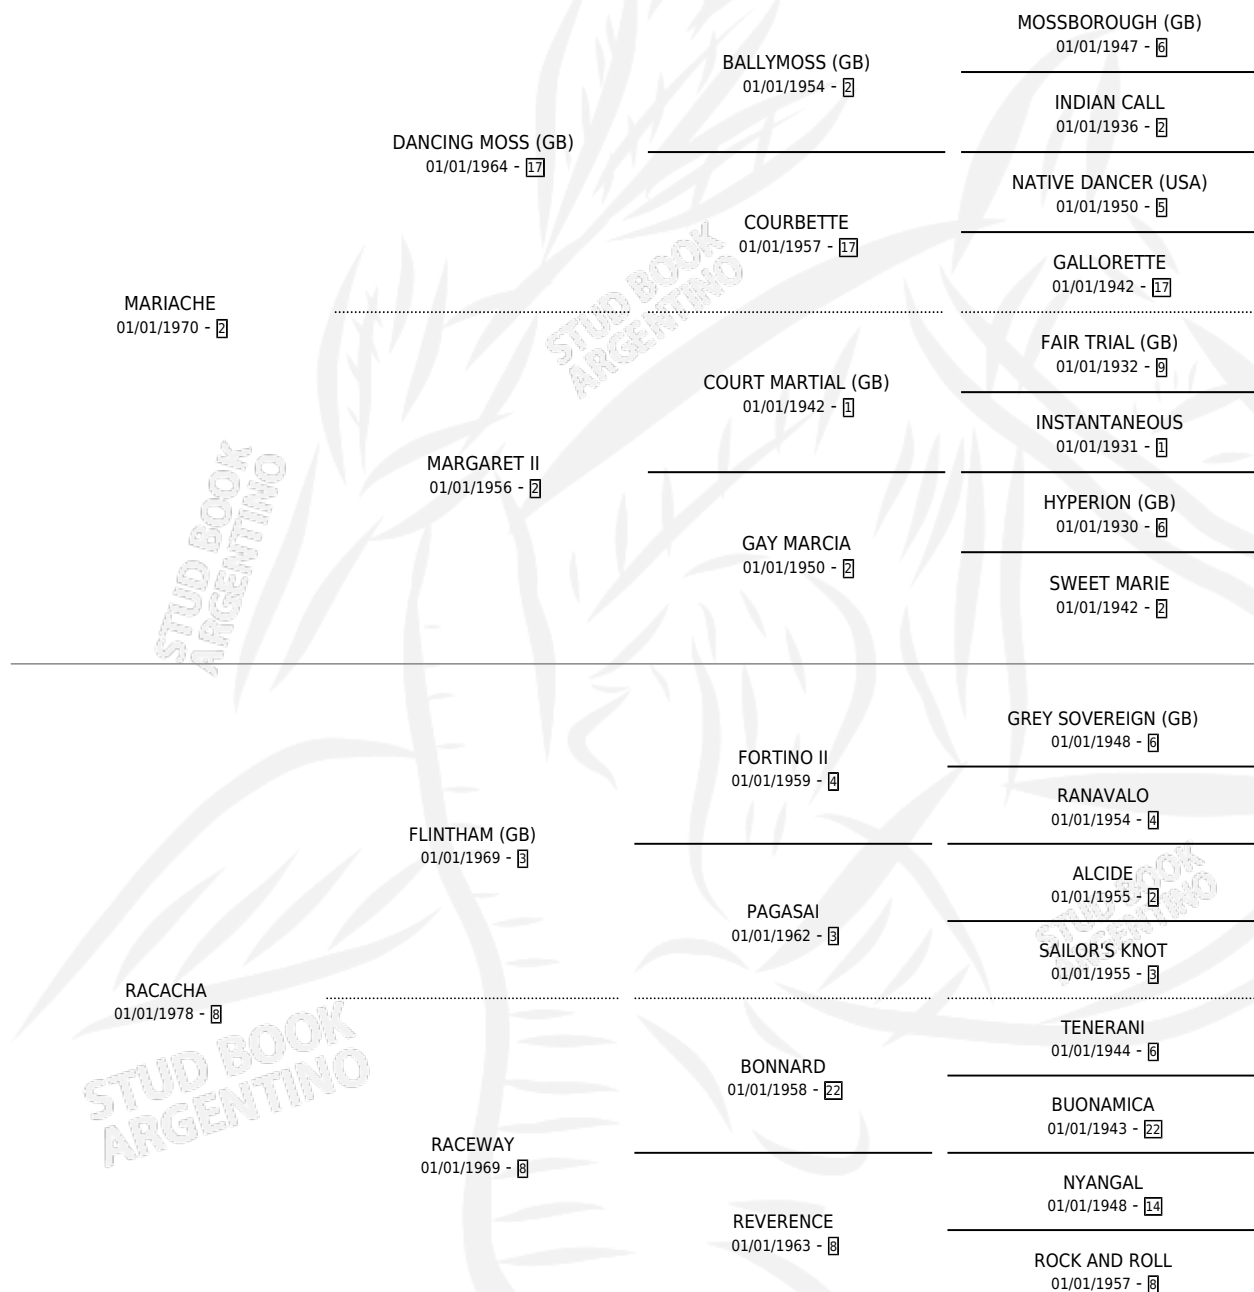 MOSSBOROUGH (GB)
01/01/1947 - 6
BALLYMOSS (GB)
01/01/1954 - 2
INDIAN CALL
01/01/1936 - 2
DANCING MOSS (GB)
01/01/1964 - 17
NATIVE DANCER (USA)
01/01/1950 - 5
COURBETTE
01/01/1957 - 17
GALLORETTE
01/01/1942 - 17
MARIACHE
01/01/1970 - 2
FAIR TRIAL (GB)
01/01/1932 - 9
COURT MARTIAL (GB)
01/01/1942 - 1
INSTANTANEOUS
01/01/1931 - 1
MARGARET II
01/01/1956 - 2
HYPERION (GB)
01/01/1930 - 6
GAY MARCIA
01/01/1950 - 2
SWEET MARIE
01/01/1942 - 2
STUD BOOK
ARGENTINO
STUD BOOK
ARGENTINO
GREY SOVEREIGN (GB)
01/01/1948 - 6
FORTINO II
01/01/1959 - 4
RANAVALO
01/01/1954 - 4
FLINTHAM (GB)
01/01/1969 - 3
ALCIDE
01/01/1955 - 2
PAGASAI
01/01/1962 - 3
SAILOR'S KNOT
01/01/1955 - 3
STUD BOOK
ARGENTINO
RACACHA
01/01/1978 - 8
TENERANI
01/01/1944 - 6
BONNARD
01/01/1958 - 22
BUONAMICA
01/01/1943 - 22
STUD BOOK
ARGENTINO
RACEWAY
01/01/1969 - 8
NYANGAL
01/01/1948 - 14
REVERENCE
01/01/1963 - 8
ROCK AND ROLL
01/01/1957 - 8